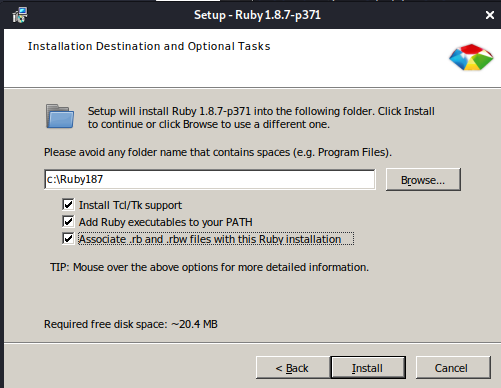 Setup - Ruby 1.8.7-p371
Installation Destination and Optional Tasks
Setup will install Ruby 1.8.7-p371 into the following folder. Click Install
to continue or click Browse to use a different one.
Please avoid any folder name that contains spaces (e.g. Program Files).
c:\Ruby187
Browse...
Install Tcl/Tk support
Add Ruby executables to your PATH
Associate .rb and .rbw files with this Ruby installation
TIP: Mouse over the above options for more detailed information.
Required free disk space: ~20.4 MB
< Back
Install
Cancel